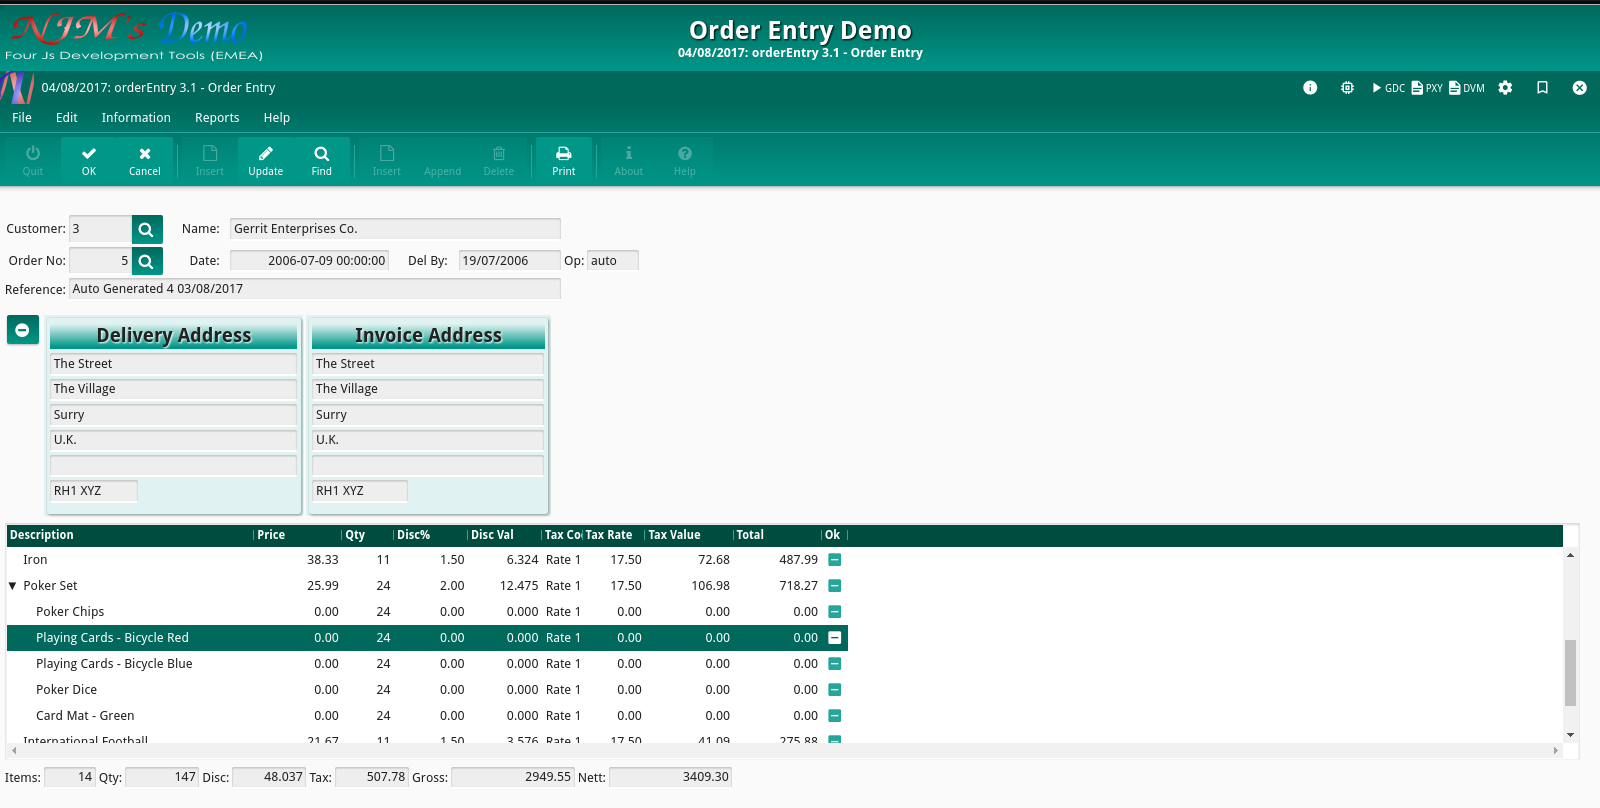 NJM's Demo
Four Js Development Tools (EMEA)
Order Entry Demo
04/08/2017: orderEntry 3.1 - Order Entry
04/08/2017: orderEntry 3.1 - Order Entry
GDC PXY DVM
File Edit Information Reports Help
Quit OK Cancel Insert Update Find Insert Append Delete Print About Help
Customer: 3 Name: Gerrit Enterprises Co.
Order No: 5 Date: 2006-07-09 00:00:00 Del By: 19/07/2006 Op: auto
Reference: Auto Generated 4 03/08/2017
Delivery Address Invoice Address
The Street The Street
The Village The Village
Surry Surry
U.K. U.K.
RH1 XYZ RH1 XYZ
Description Price Qty Disc% Disc Val Tax Co Tax Rate Tax Value Total Ok
Iron 38.33 11 1.50 6.324 Rate 1 17.50 72.68 487.99
Poker Set 25.99 24 2.00 12.475 Rate 1 17.50 106.98 718.27
Poker Chips 0.00 24 0.00 0.000 Rate 1 0.00 0.00 0.00
Playing Cards - Bicycle Red 0.00 24 0.00 0.000 Rate 1 0.00 0.00 0.00
Playing Cards - Bicycle Blue 0.00 24 0.00 0.000 Rate 1 0.00 0.00 0.00
Poker Dice 0.00 24 0.00 0.000 Rate 1 0.00 0.00 0.00
Card Mat - Green 0.00 24 0.00 0.000 Rate 1 0.00 0.00 0.00
International Football 21.67 11 1.50 3.576 Rate 1 17.50 41.09 275.88
Items: 14 Qty: 147 Disc: 48.037 Tax: 507.78 Gross: 2949.55 Nett: 3409.30